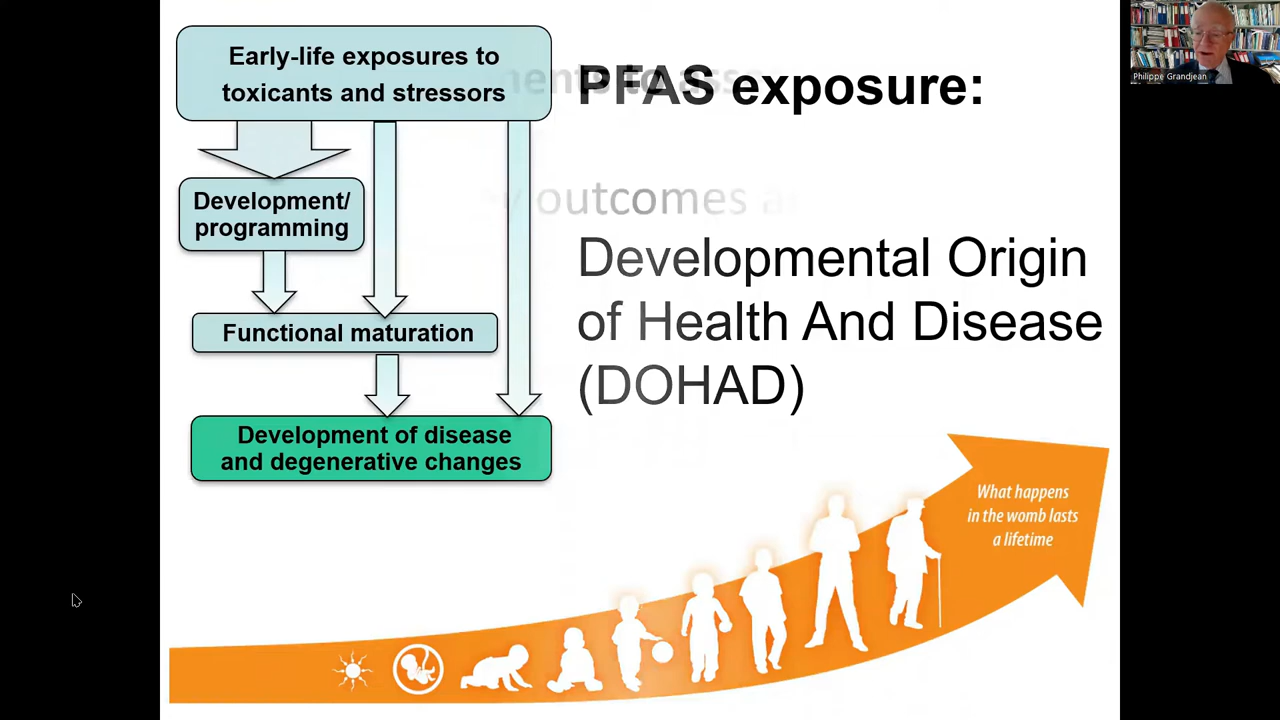 Early-life exposures to
toxicants and stressors
Development/
programming
Functional maturation
Development of disease
and degenerative changes
PFAS exposure:
outcomes
Developmental Origin
of Health And Disease
(DOHAD)
What happens
in the womb lasts
a lifetime
Philippe Grandjean